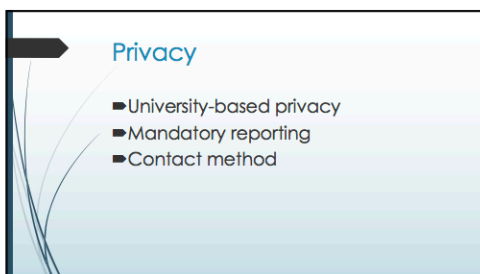 Privacy
University-based privacy
Mandatory reporting
Contact method